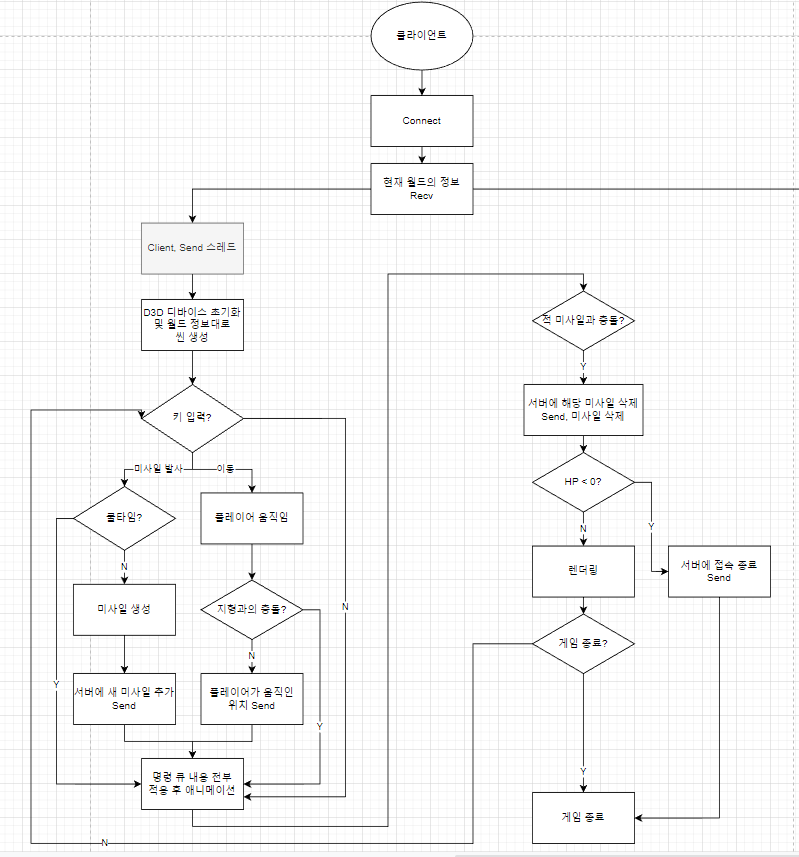 클라이언트
Connect
현재 월드의 정보
Recv
Client, Send 스레드
D3D 디바이스 초기화
및 월드 정보대로
씬 생성
키 입력?
미사일 발사
이동
쿨타임?
플레이어 움직임
N
미사일 생성
지형과의 충돌?
N
N
Y
서버에 새 미사일 추가
Send
플레이어가 움직인
위치 Send
Y
명령 큐 내용 전부
적용 후 애니메이션
N
적 미사일과 충돌?
Y
서버에 해당 미사일 삭제
Send, 미사일 삭제
HP < 0?
N
Y
렌더링
서버에 접속 종료
Send
게임 종료?
Y
게임 종료